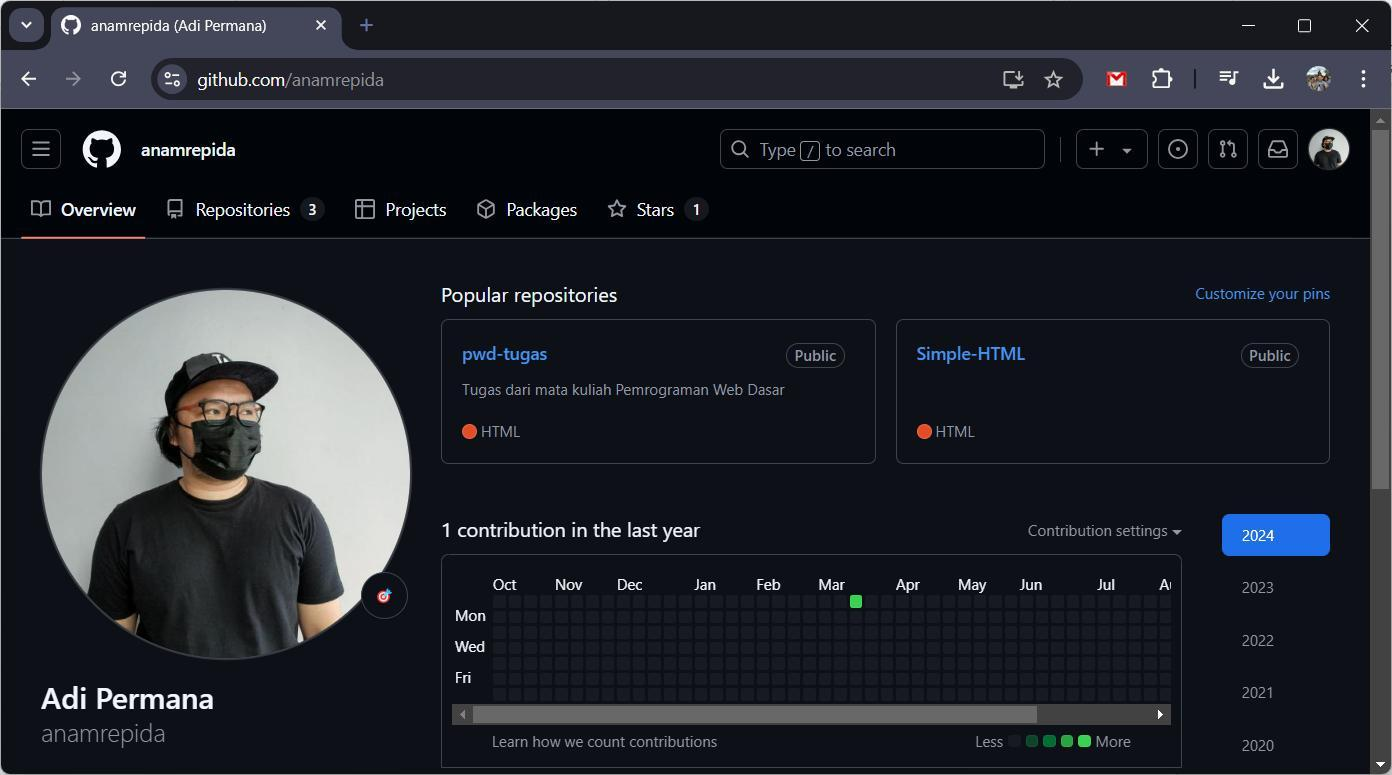 anamrepida (Adi Permana)
github.com/anamrepida
anamrepida
Type / to search
Overview
Repositories 3
Projects
Packages
Stars 1
Popular repositories
Customize your pins
pwd-tugas
Public
Tugas dari mata kuliah Pemrograman Web Dasar
HTML
Simple-HTML
Public
HTML
1 contribution in the last year
Contribution settings
Oct Nov Dec Jan Feb Mar Apr May Jun Jul
Mon
Wed
Fri
Learn how we count contributions
Less
More
2024
2023
2022
2021
2020
Adi Permana
anamrepida